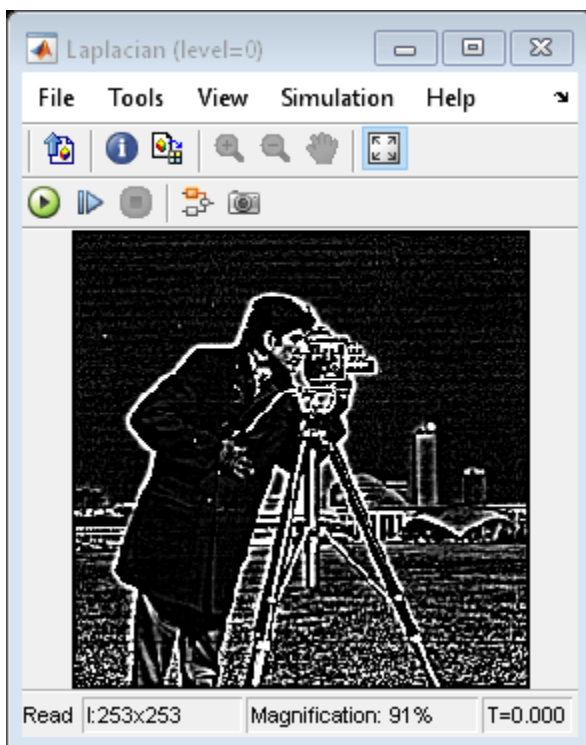 Laplacian (level=0)
File Tools View Simulation Help
Read I:253x253 Magnification: 91% T=0.000